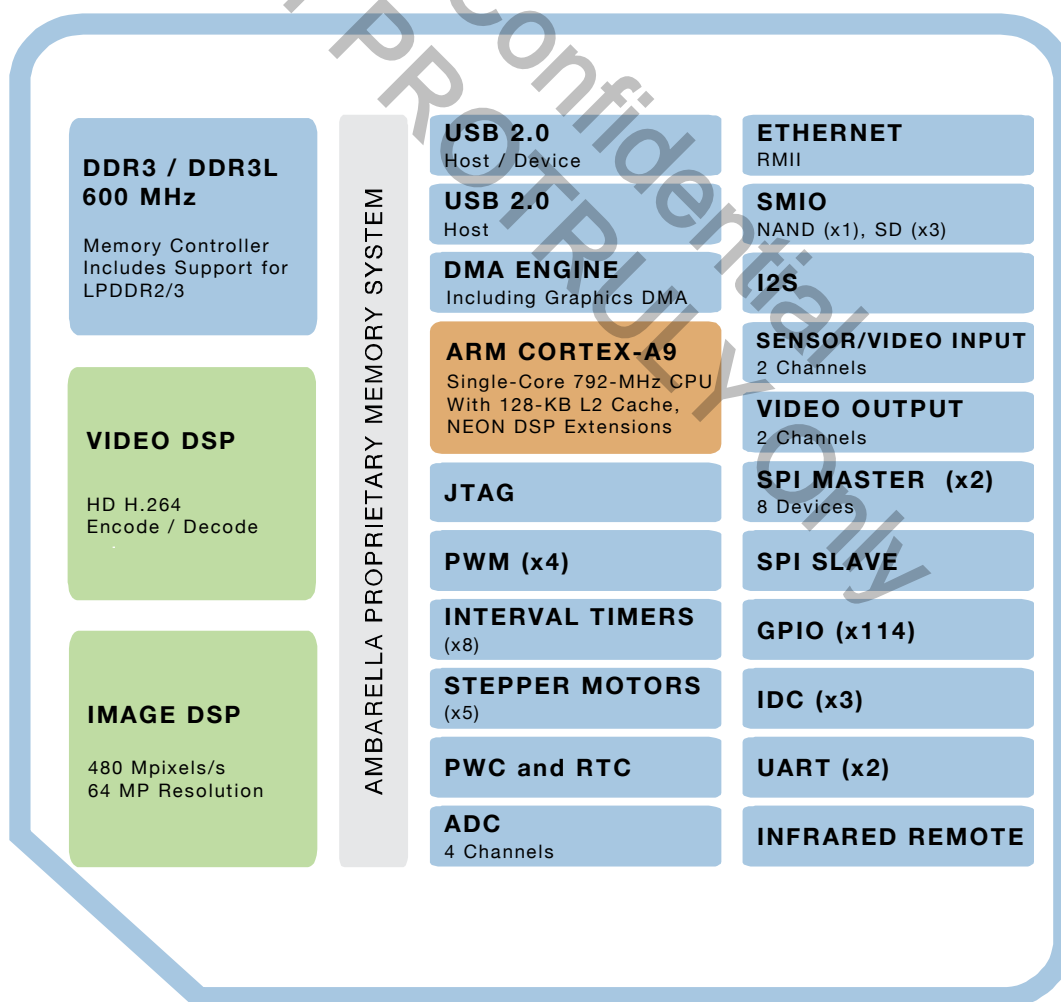 DDR3 / DDR3L
600 MHz
Memory Controller
Includes Support for
LPDDR2/3
VIDEO DSP
HD H.264
Encode / Decode
IMAGE DSP
480 Mpixels/s
64 MP Resolution
AMBARELLA PROPRIETARY MEMORY SYSTEM
USB 2.0
Host / Device
USB 2.0
Host
DMA ENGINE
Including Graphics DMA
ARM CORTEX-A9
Single-Core 792-MHz CPU
With 128-KB L2 Cache,
NEON DSP Extensions
JTAG
PWM (x4)
INTERVAL TIMERS
(x8)
STEPPER MOTORS
(x5)
PWC and RTC
ADC
4 Channels
ETHERNET
RMII
SMIO
NAND (x1), SD (x3)
I2S
SENSOR/VIDEO INPUT
2 Channels
VIDEO OUTPUT
2 Channels
SPI MASTER (x2)
8 Devices
SPI SLAVE
GPIO (x114)
IDC (x3)
UART (x2)
INFRARED REMOTE
Confidential
PROTRULY Only